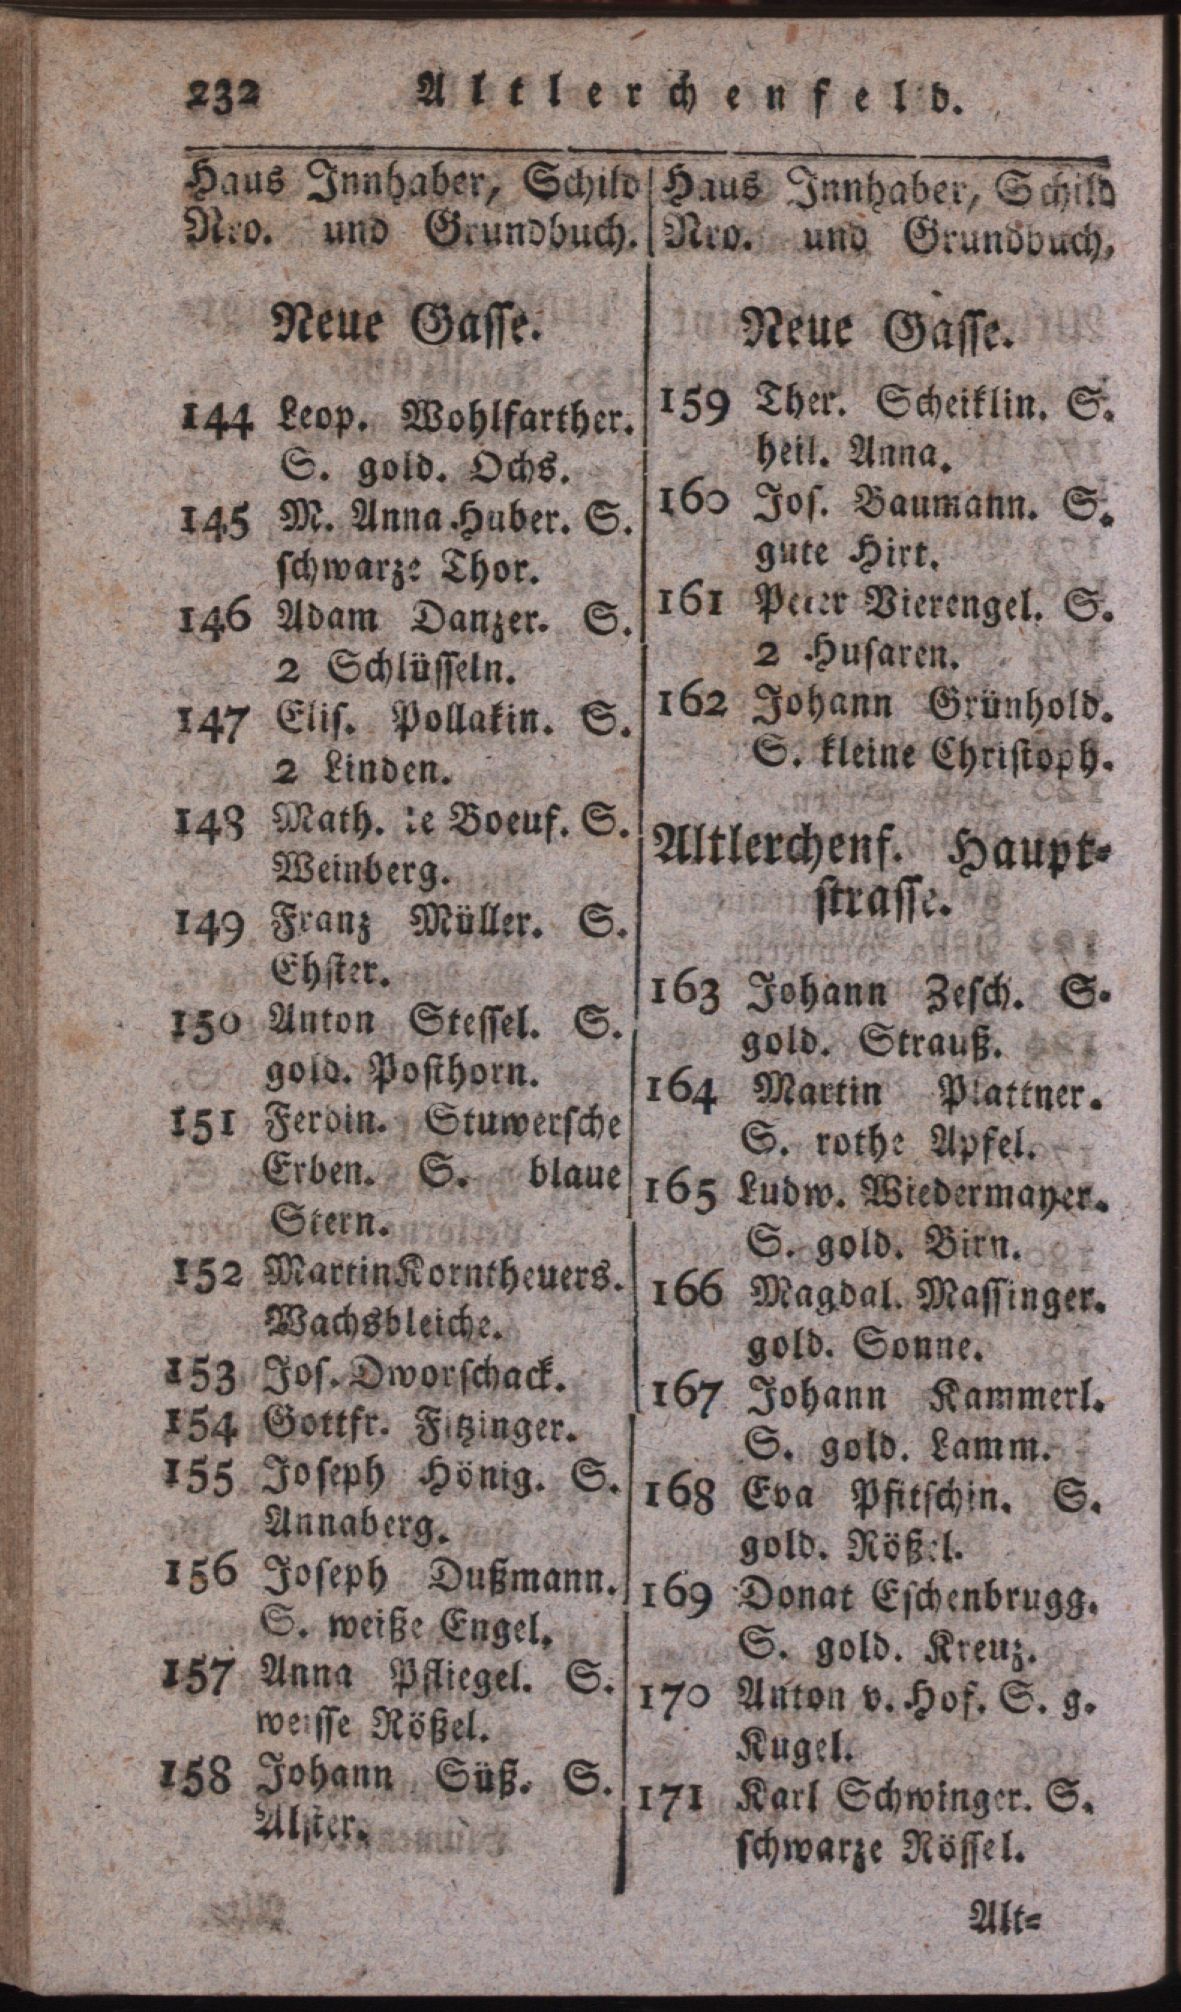 232 Altlerchenfeld.
Haus Innhaber, Schild
Nro. und Grundbuch.
Neue Gasse.
144 Leop. Wohlfarther.
S. gold. Ochs.
145 M. Anna Huber. S.
schwarze Thor.
146 Adam Danzer. S.
2 Schlüsseln.
147 Elis. Pollakin. S.
2 Linden.
148 Math. le Boeuf. S.
Weinberg.
149 Franz Müller. S.
Ehster.
150 Anton Stessel. S.
gold. Posthorn.
151 Ferdin. Stuwersche
Erben. S. blaue
Stern.
152 Martin Korntheuers.
Wachsbleiche.
153 Jos. Dworschack.
154 Gottfr. Fitzinger.
155 Joseph Hönig. S.
Annaberg.
156 Joseph Dußmann.
S. weiße Engel.
157 Anna Pfliegel. S.
weisse Rößel.
158 Johann Süß. S.
Alster.
Haus Innhaber, Schild
Nro. und Grundbuch,
Neue Gasse.
159 Ther. Scheiklin. S.
heil. Anna.
160 Jos. Baumann. S.
gute Hirt.
161 Peter Vierengel. S.
2 Husaren.
162 Johann Grünhold.
S. kleine Christoph.
Altlerchenf. Haupt-
strasse.
163 Johann Zesch. S.
gold. Strauß.
164 Martin Plattner.
S. rothe Apfel.
165 Ludw. Wiedermayer.
S. gold. Birn.
166 Magdal. Massinger.
gold. Sonne.
167 Johann Kammerl.
S. gold. Lamm.
168 Eva Pfitschin. S.
gold. Rößel.
169 Donat Eschenbrugg.
S. gold. Kreuz.
170 Anton v. Hof. S. g.
Kugel.
171 Karl Schwinger. S.
schwarze Rössel.
Alt-